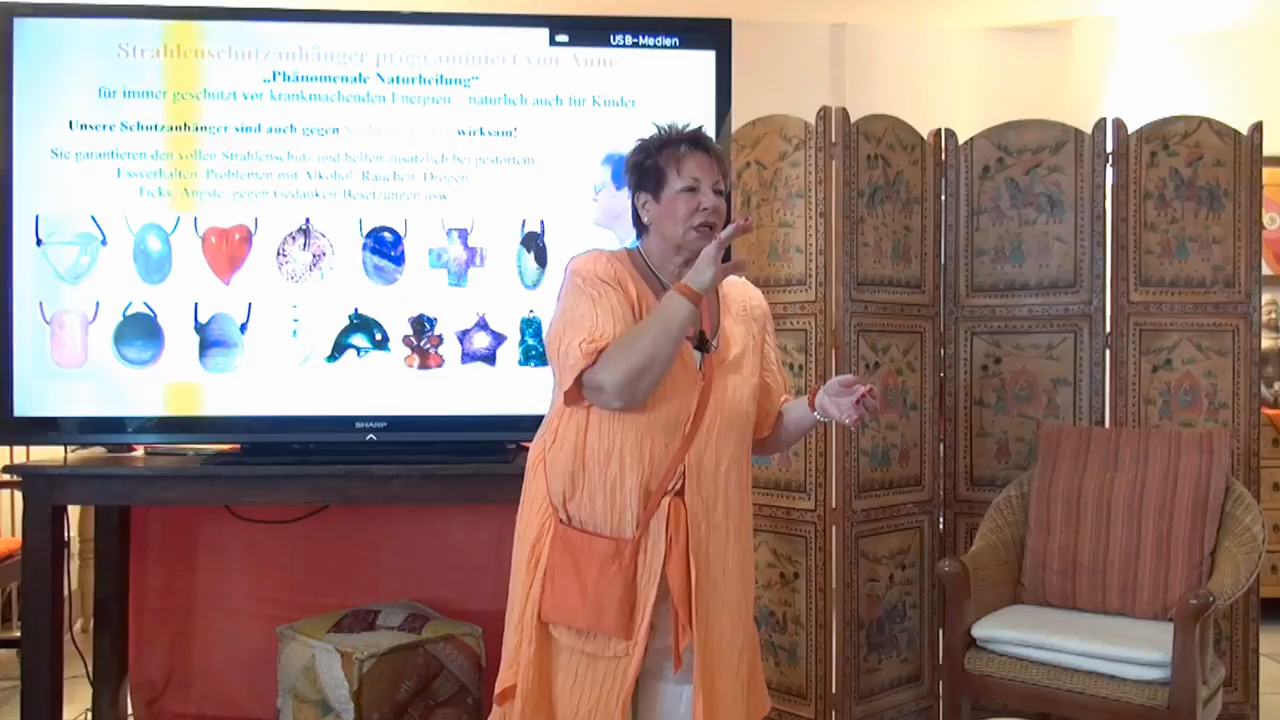 USB-Medien
Strahlenschutzanhänger programmiert von Anne
„Phänomenale Naturheilung“
für immer geschützt vor krankmachenden Energien – natürlich auch für Kinder
Unsere Schutzanhänger sind auch gegen wirksam!
Sie garantieren den vollen Strahlenschutz und helfen zusätzlich bei gestörtem
Essverhalten, Problemen mit Alkohol, Rauchen, Drogen,
Ticks, Ängste, gegen Gedanken-Besetzungen usw.
SHARP